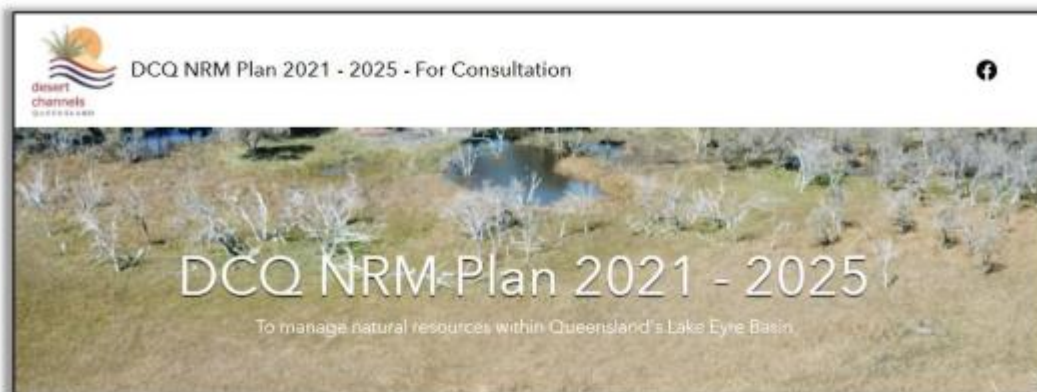 desert
channels
QUEENSLAND
DCQ NRM Plan 2021 - 2025 - For Consultation
DCQ NRM Plan 2021 - 2025
To manage natural resources within Queensland's Lake Eyre Basin